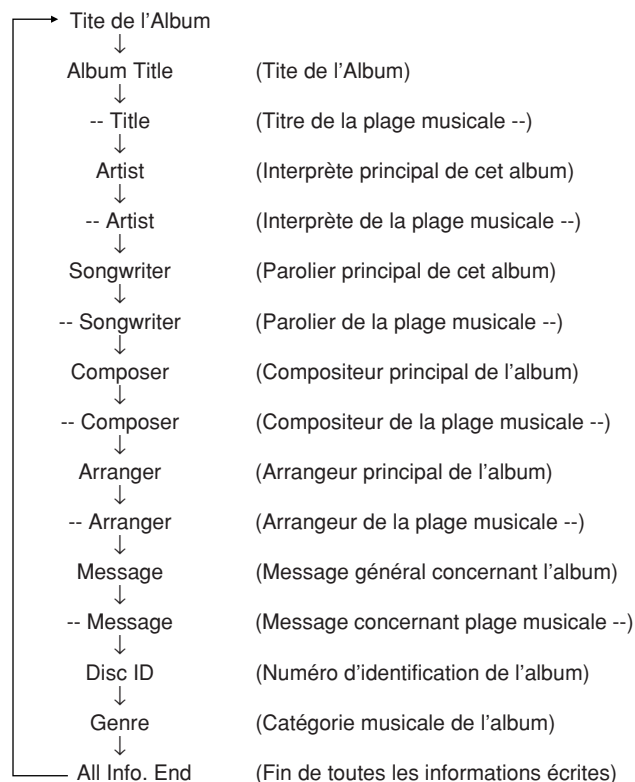 Tite de l'Album
Album Title (Tite de l'Album)
-- Title (Titre de la plage musicale --)
Artist (Interprète principal de cet album)
-- Artist (Interprète de la plage musicale --)
Songwriter (Parolier principal de cet album)
-- Songwriter (Parolier de la plage musicale --)
Composer (Compositeur principal de l'album)
-- Composer (Compositeur de la plage musicale --)
Arranger (Arrangeur principal de l'album)
-- Arranger (Arrangeur de la plage musicale --)
Message (Message général concernant l'album)
-- Message (Message concernant plage musicale --)
Disc ID (Numéro d'identification de l'album)
Genre (Catégorie musicale de l'album)
All Info. End (Fin de toutes les informations écrites)